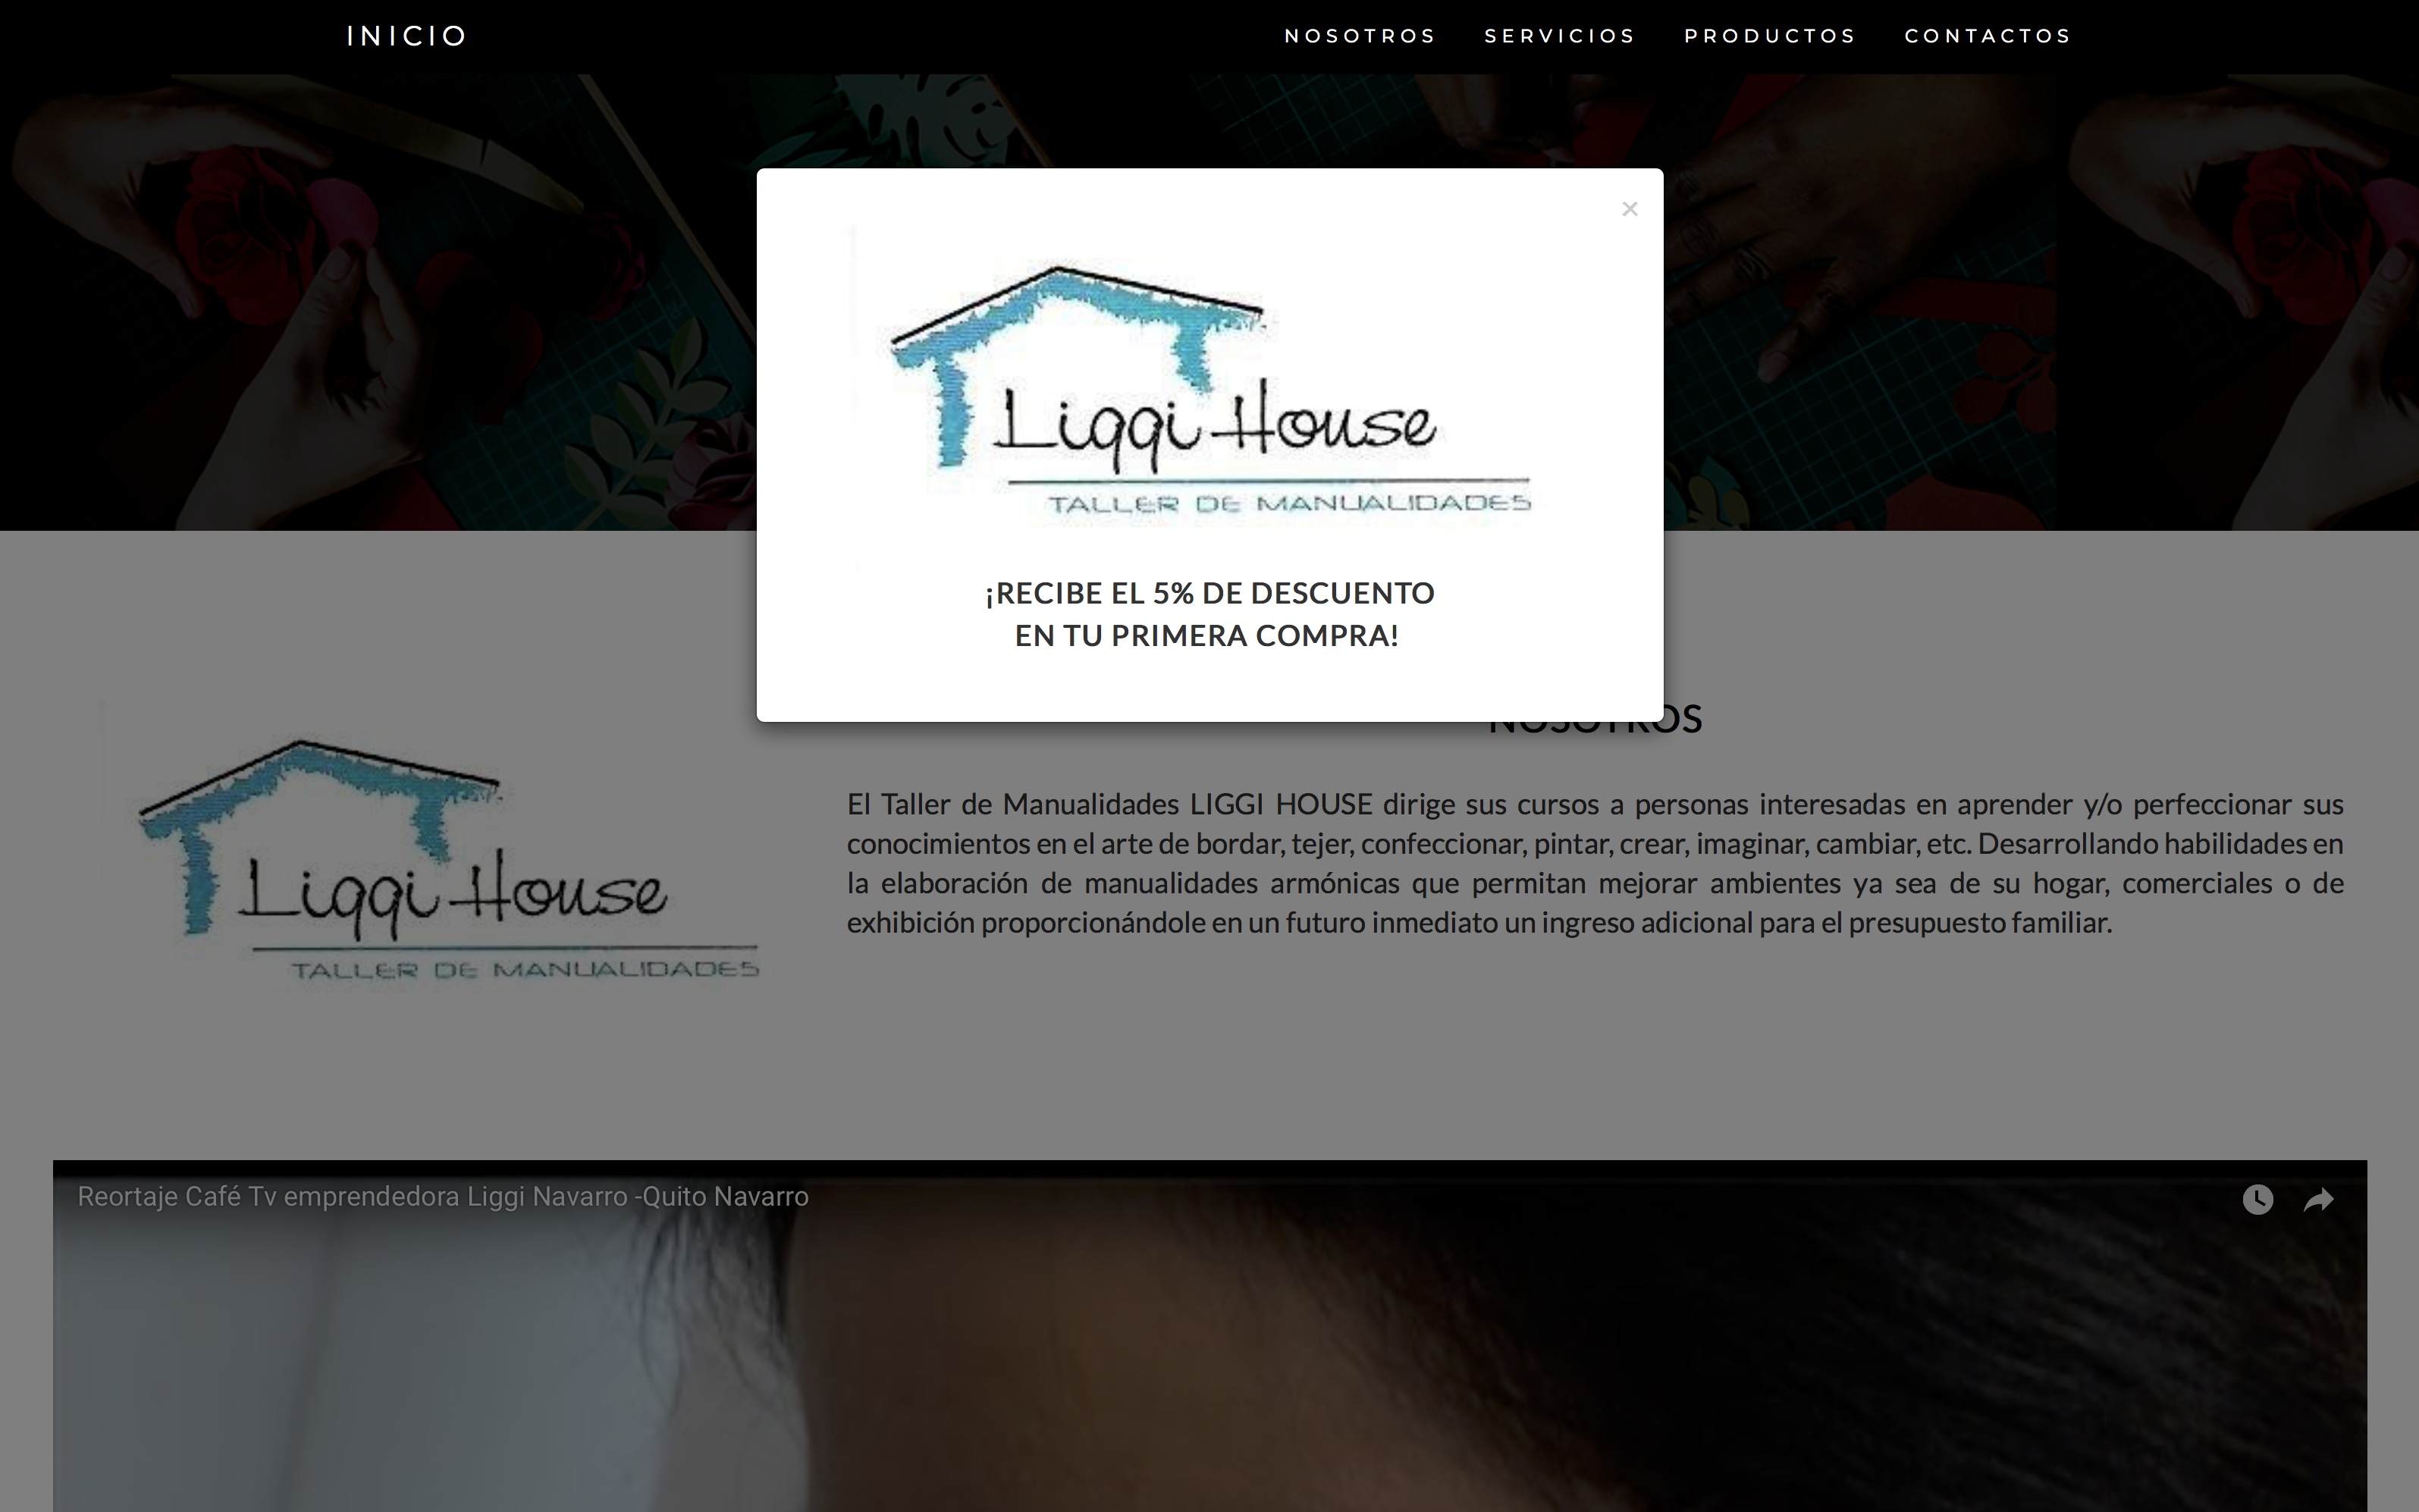 INICIO
NOSOTROS SERVICIOS PRODUCTOS CONTACTOS
×
Liggi House
TALLER DE MANUALIDADES
¡RECIBE EL 5% DE DESCUENTO
EN TU PRIMERA COMPRA!
NOSOTROS
Liggi House
TALLER DE MANUALIDADES
El Taller de Manualidades LIGGI HOUSE dirige sus cursos a personas interesadas en aprender y/o perfeccionar sus
conocimientos en el arte de bordar, tejer, confeccionar, pintar, crear, imaginar, cambiar, etc. Desarrollando habilidades en
la elaboración de manualidades armónicas que permitan mejorar ambientes ya sea de su hogar, comerciales o de
exhibición proporcionándole en un futuro inmediato un ingreso adicional para el presupuesto familiar.
Reortaje Café Tv emprendedora Liggi Navarro -Quito Navarro